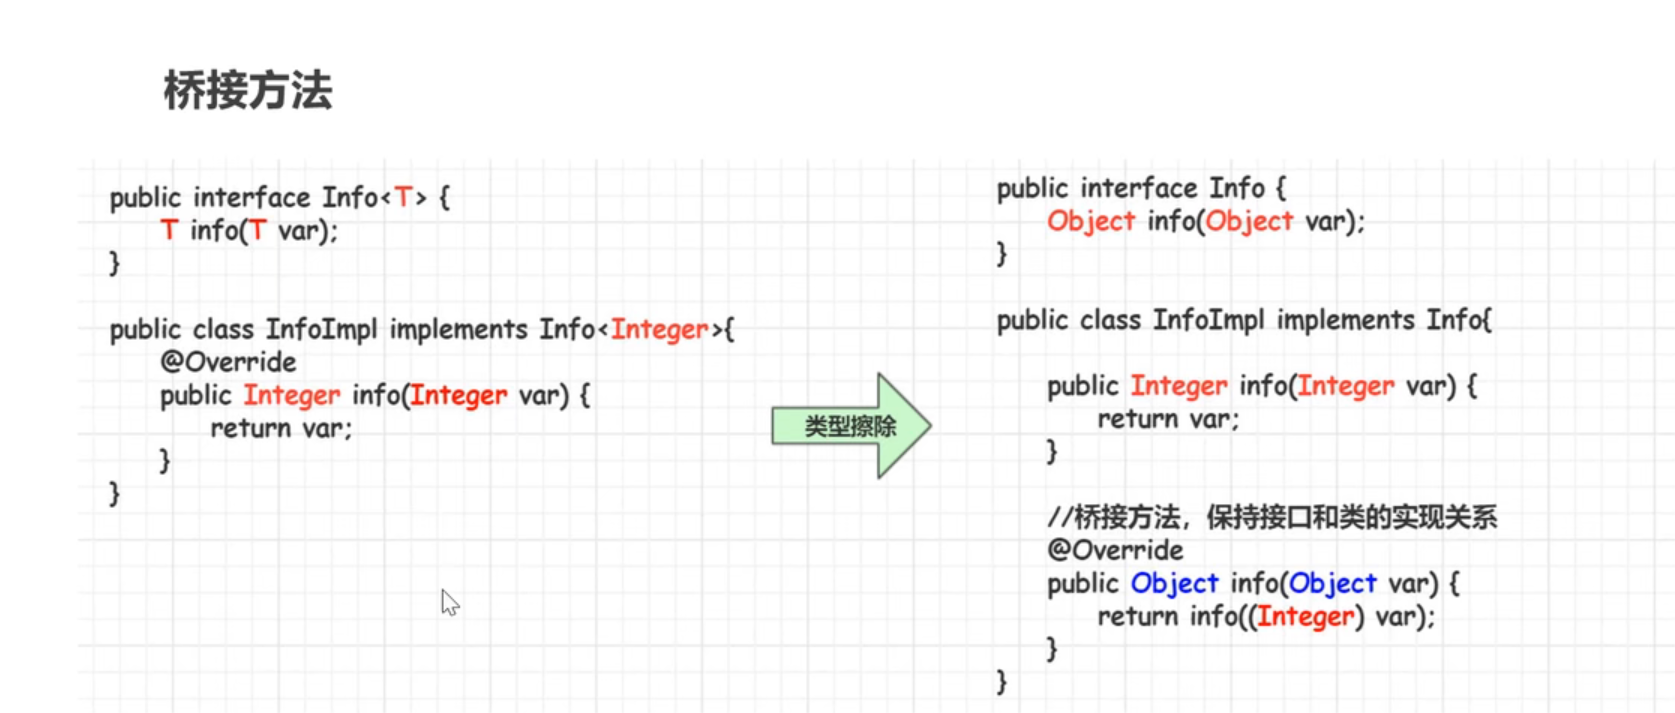 桥接方法
public interface Info<T> {
T info(T var);
}
public class InfoImpl implements Info<Integer>{
@Override
public Integer info(Integer var) {
return var;
}
}
类型擦除
public interface Info {
Object info(Object var);
}
public class InfoImpl implements Info{
public Integer info(Integer var) {
return var;
}
//桥接方法，保持接口和类的实现关系
@Override
public Object info(Object var) {
return info((Integer) var);
}
}